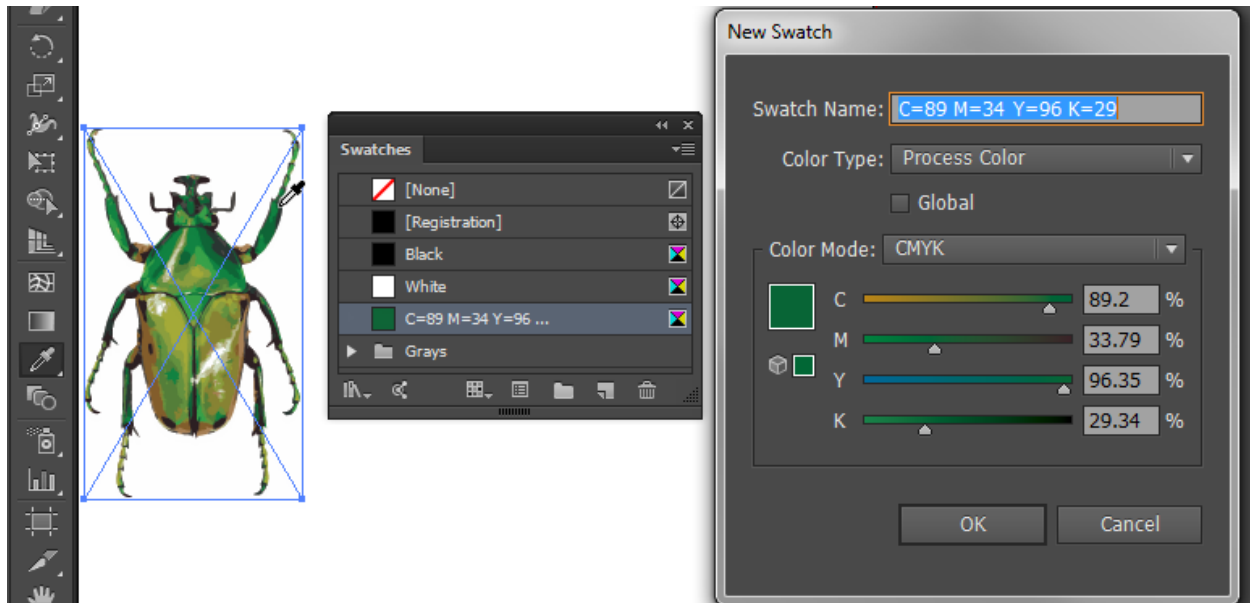 Swatches
[None]
[Registration]
Black
White
C=89 M=34 Y=96 ...
Grays
New Swatch
Swatch Name: C=89 M=34 Y=96 K=29
Color Type: Process Color
Global
Color Mode: CMYK
C 89.2 %
M 33.79 %
Y 96.35 %
K 29.34 %
OK Cancel